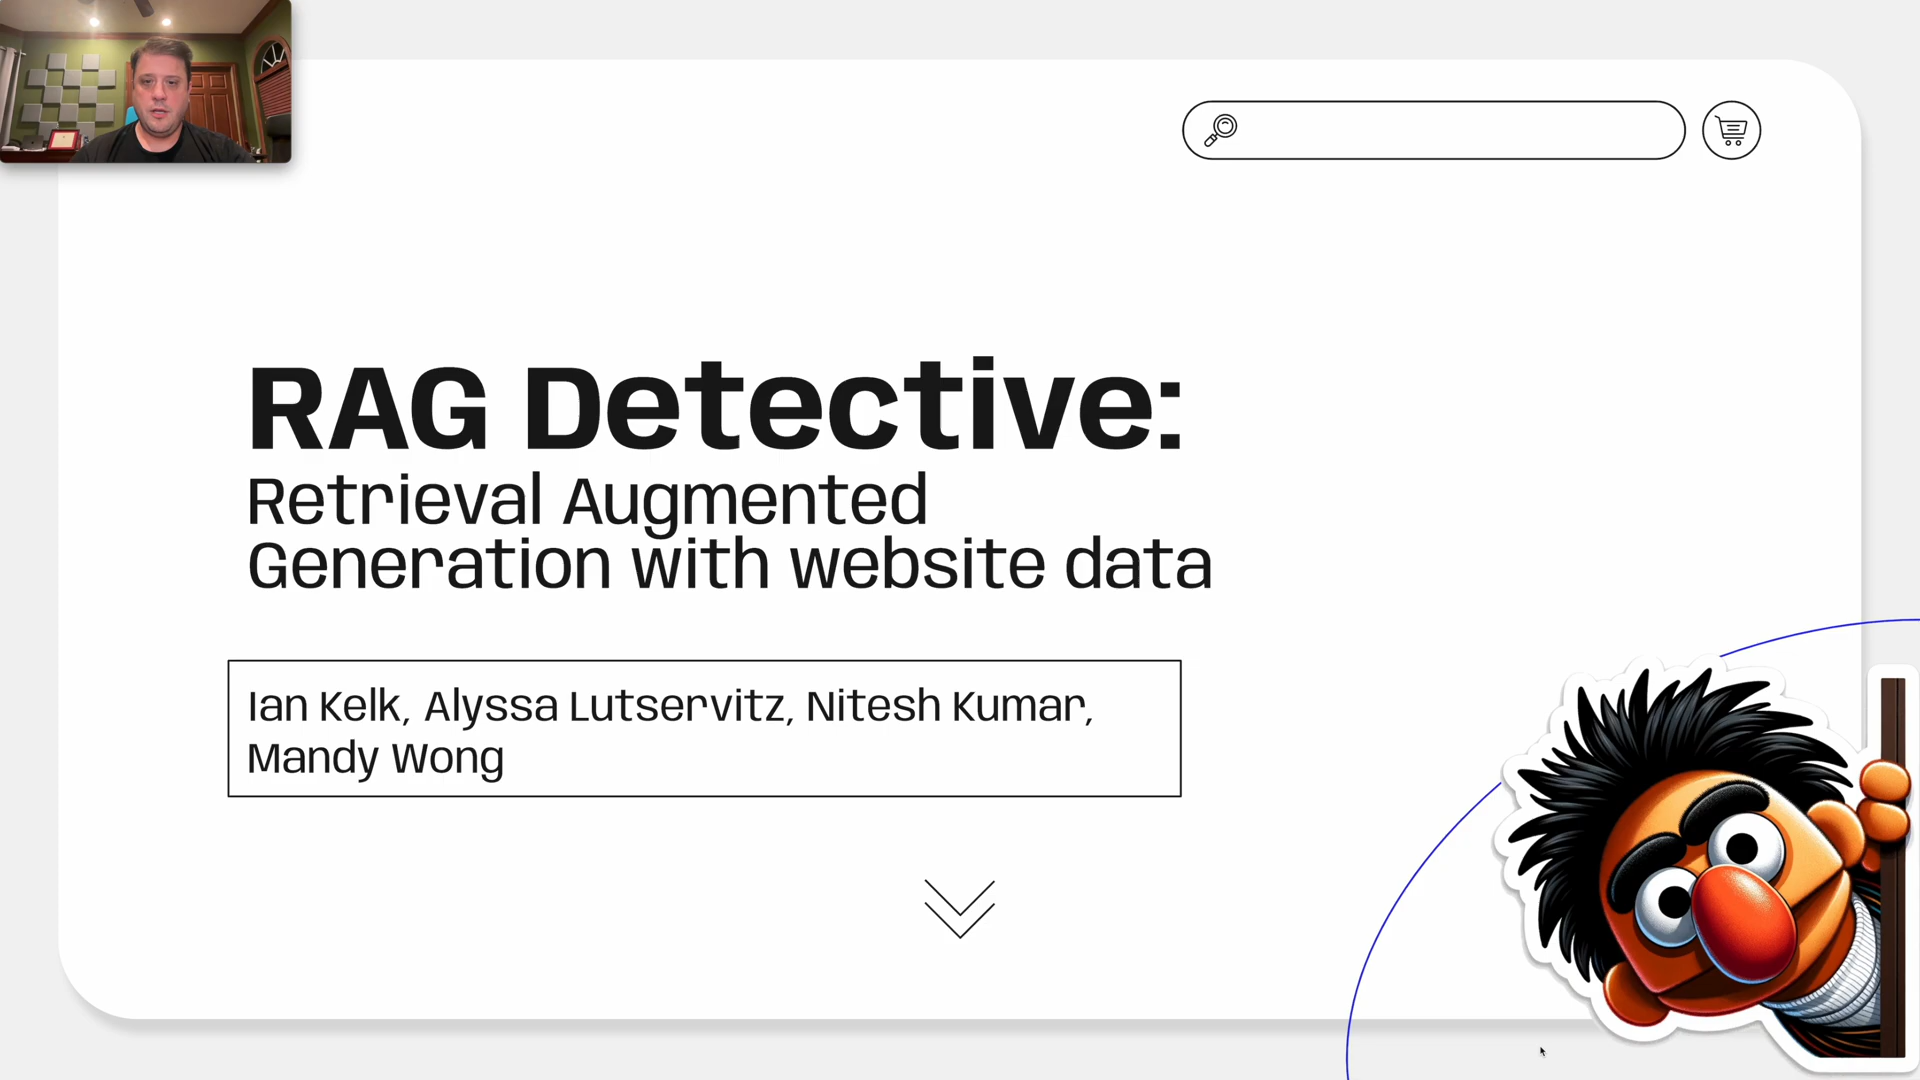 RAG Detective:
Retrieval Augmented
Generation with website data
Ian Kelk, Alyssa Lutservitz, Nitesh Kumar,
Mandy Wong